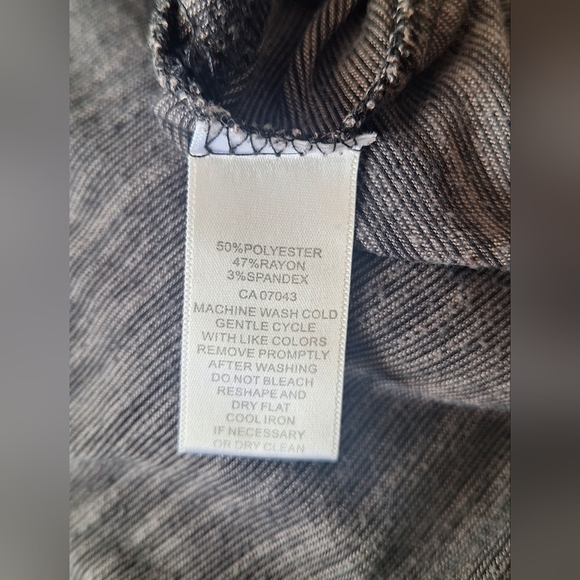 50%POLYESTER
47%RAYON
3%SPANDEX
CA 07043
MACHINE WASH COLD
GENTLE CYCLE
WITH LIKE COLORS
REMOVE PROMPTLY
AFTER WASHING
DO NOT BLEACH
RESHAPE AND
DRY FLAT
COOL IRON
IF NECESSARY
OR DRY CLEAN